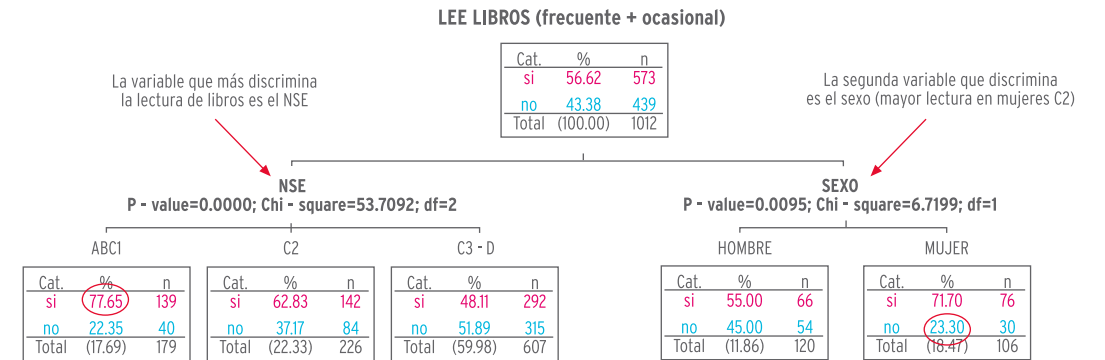 LEE LIBROS (frecuente + ocasional)
Cat. % n
si 56.62 573
no 43.38 439
Total (100.00) 1012
La variable que más discrimina
la lectura de libros es el NSE
La segunda variable que discrimina
es el sexo (mayor lectura en mujeres C2)
NSE
P - value=0.0000; Chi - square=53.7092; df=2
SEXO
P - value=0.0095; Chi - square=6.7199; df=1
ABC1
Cat. % n
si 77.65 139
no 22.35 40
Total (17.69) 179
C2
Cat. % n
si 62.83 142
no 37.17 84
Total (22.33) 226
C3 - D
Cat. % n
si 48.11 292
no 51.89 315
Total (59.98) 607
HOMBRE
Cat. % n
si 55.00 66
no 45.00 54
Total (11.86) 120
MUJER
Cat. % n
si 71.70 76
no 23.30 30
Total (18.47) 106